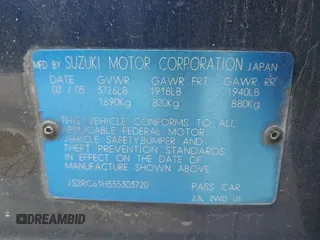 MFD BY SUZUKI MOTOR CORPORATION JAPAN
DATE GVWR GAWR FRT GAWR RR
02 / 05 3726LB 1918LB 1940LB
1690Kg 870Kg 880Kg
THIS VEHICLE CONFORMS TO ALL
APPLICABLE FEDERAL MOTOR
VEHICLE SAFETY,BUMPER AND
THEFT PREVENTION STANDARDS
IN EFFECT ON THE DATE OF
MANUFACTURE SHOWN ABOVE
JS2RC61H555303720 PASS CAR
2.3L 2WD
BIDAMBID